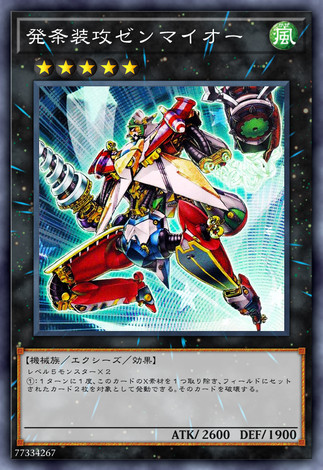 発条装攻ゼンマイオー
風
【機械族／エクシーズ／効果】
レベル５モンスター×２
①：１ターンに１度、このカードのX素材を１つ取り除き、フィールドにセット
されたカード２枚を対象として発動できる。そのカードを破壊する。
ATK/2600 DEF/1900
77334267